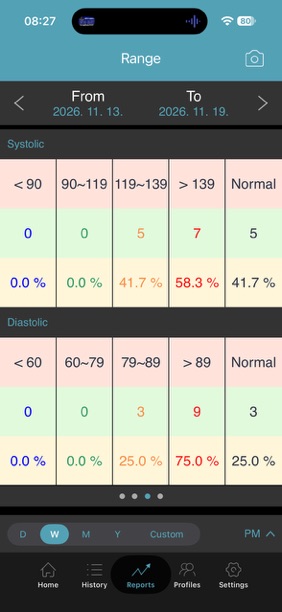 08:27
80
Range
From To
2026. 11. 13. 2026. 11. 19.
Systolic
< 90 90~119 119~139 > 139 Normal
0 0 5 7 5
0.0 % 0.0 % 41.7 % 58.3 % 41.7 %
Diastolic
< 60 60~79 79~89 > 89 Normal
0 0 3 9 3
0.0 % 0.0 % 25.0 % 75.0 % 25.0 %
D W M Y Custom PM
Home History Reports Profiles Settings